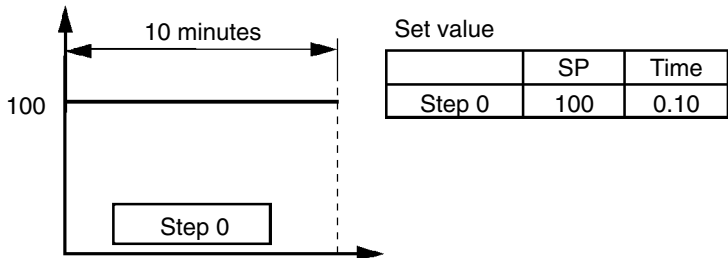 10 minutes
100
Step 0
Set value
SP Time
Step 0 100 0.10